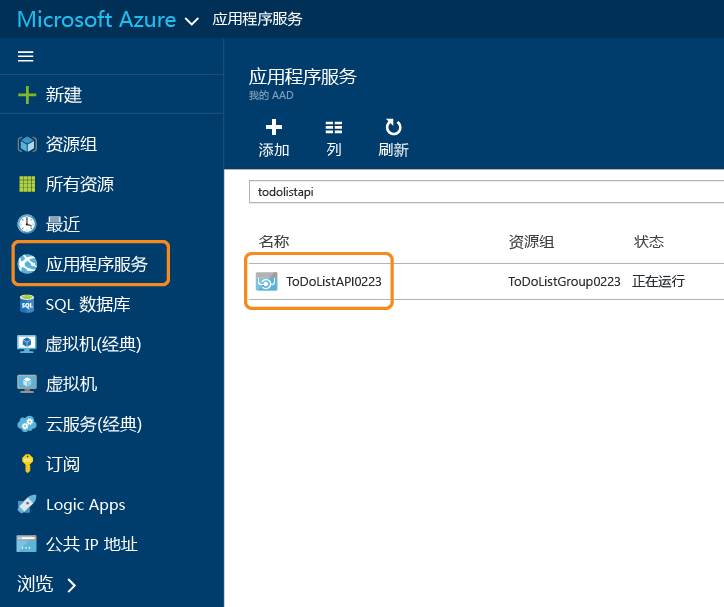 Microsoft Azure 应用程序服务
新建
资源组
所有资源
最近
应用程序服务
SQL 数据库
虚拟机(经典)
虚拟机
云服务(经典)
订阅
Logic Apps
公共 IP 地址
浏览
应用程序服务
我的 AAD
添加 列 刷新
todolistapi
名称 资源组 状态
ToDoListAPI0223 ToDoListGroup0223 正在运行